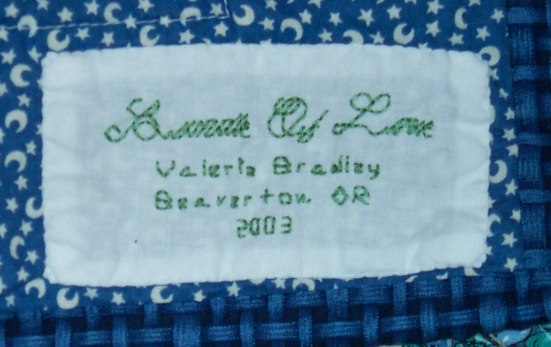 Of Love
Valerie Bradley
Beaverton OR
2003